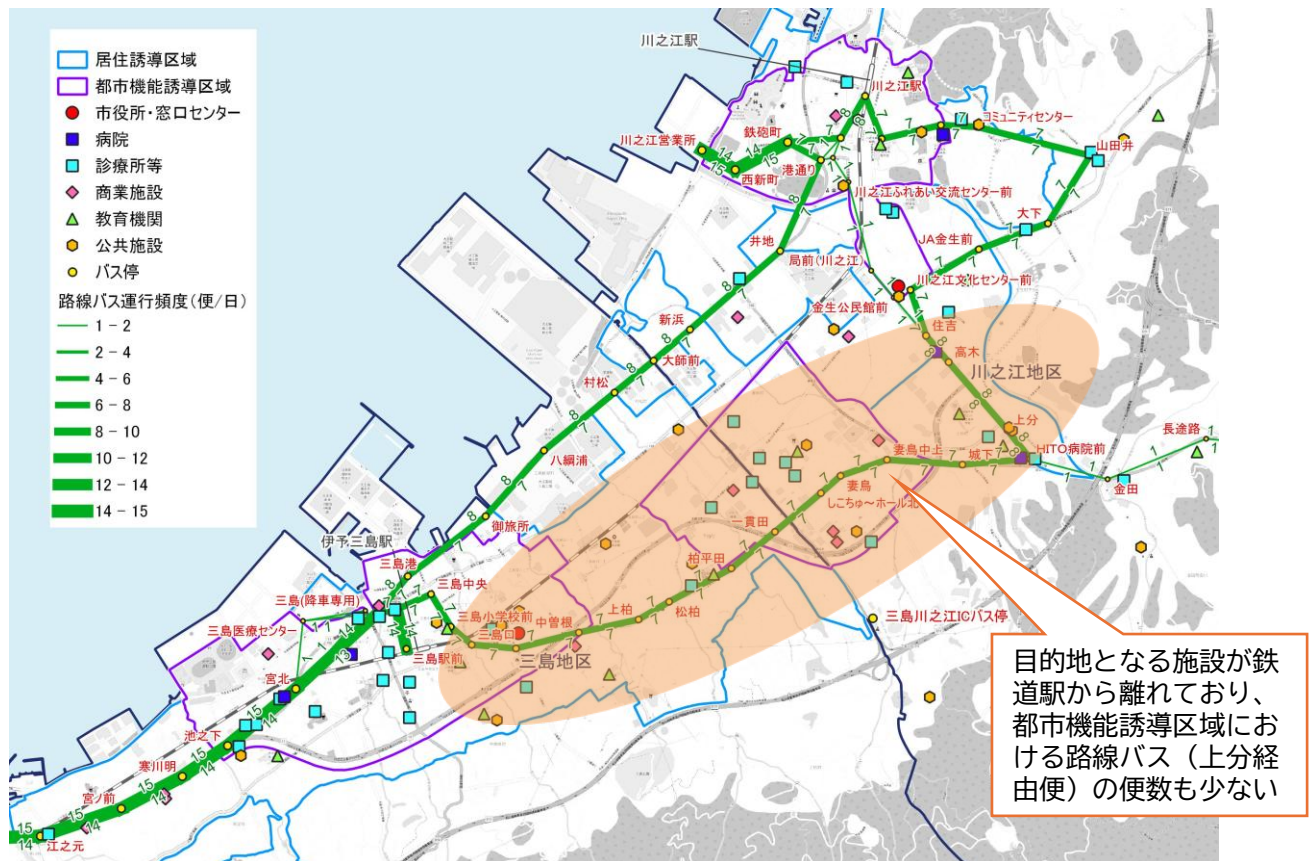 居住誘導区域
都市機能誘導区域
市役所・窓口センター
病院
診療所等
商業施設
教育機関
公共施設
バス停
路線バス運行頻度(便/日)
1 - 2
2 - 4
4 - 6
6 - 8
8 - 10
10 - 12
12 - 14
14 - 15
川之江駅
川之江駅
コミュニティセンター
山田井
川之江営業所
鉄砲町
西新町
港通り
川之江ふれあい交流センター前
大下
JA金生前
井地
局前(川之江)
川之江文化センター前
金生公民館前
住吉
新浜
高木
大師前
川之江地区
村松
上分
長途路
HITO病院前
妻鳥中上
城下
金田
八綱浦
妻鳥
しこちゅ～ホール北
御旅所
一貫田
伊予三島駅
柏平田
三島港
三島中央
三島(降車専用)
三島小学校前
中曽根
上柏
松柏
三島川之江ICバス停
三島医療センター
三島口
三島駅前
三島地区
宮北
池之下
寒川明
宮ノ前
江之元
目的地となる施設が鉄
道駅から離れており、
都市機能誘導区域にお
ける路線バス（上分経
由便）の便数も少ない